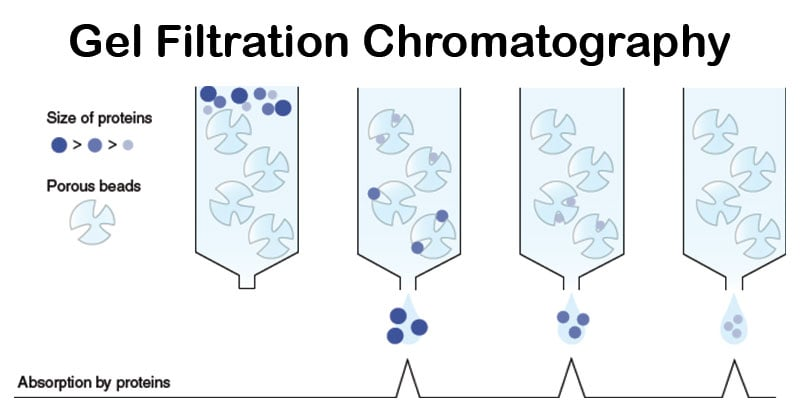 Gel Filtration Chromatography
Size of proteins
> >
Porous beads
Absorption by proteins